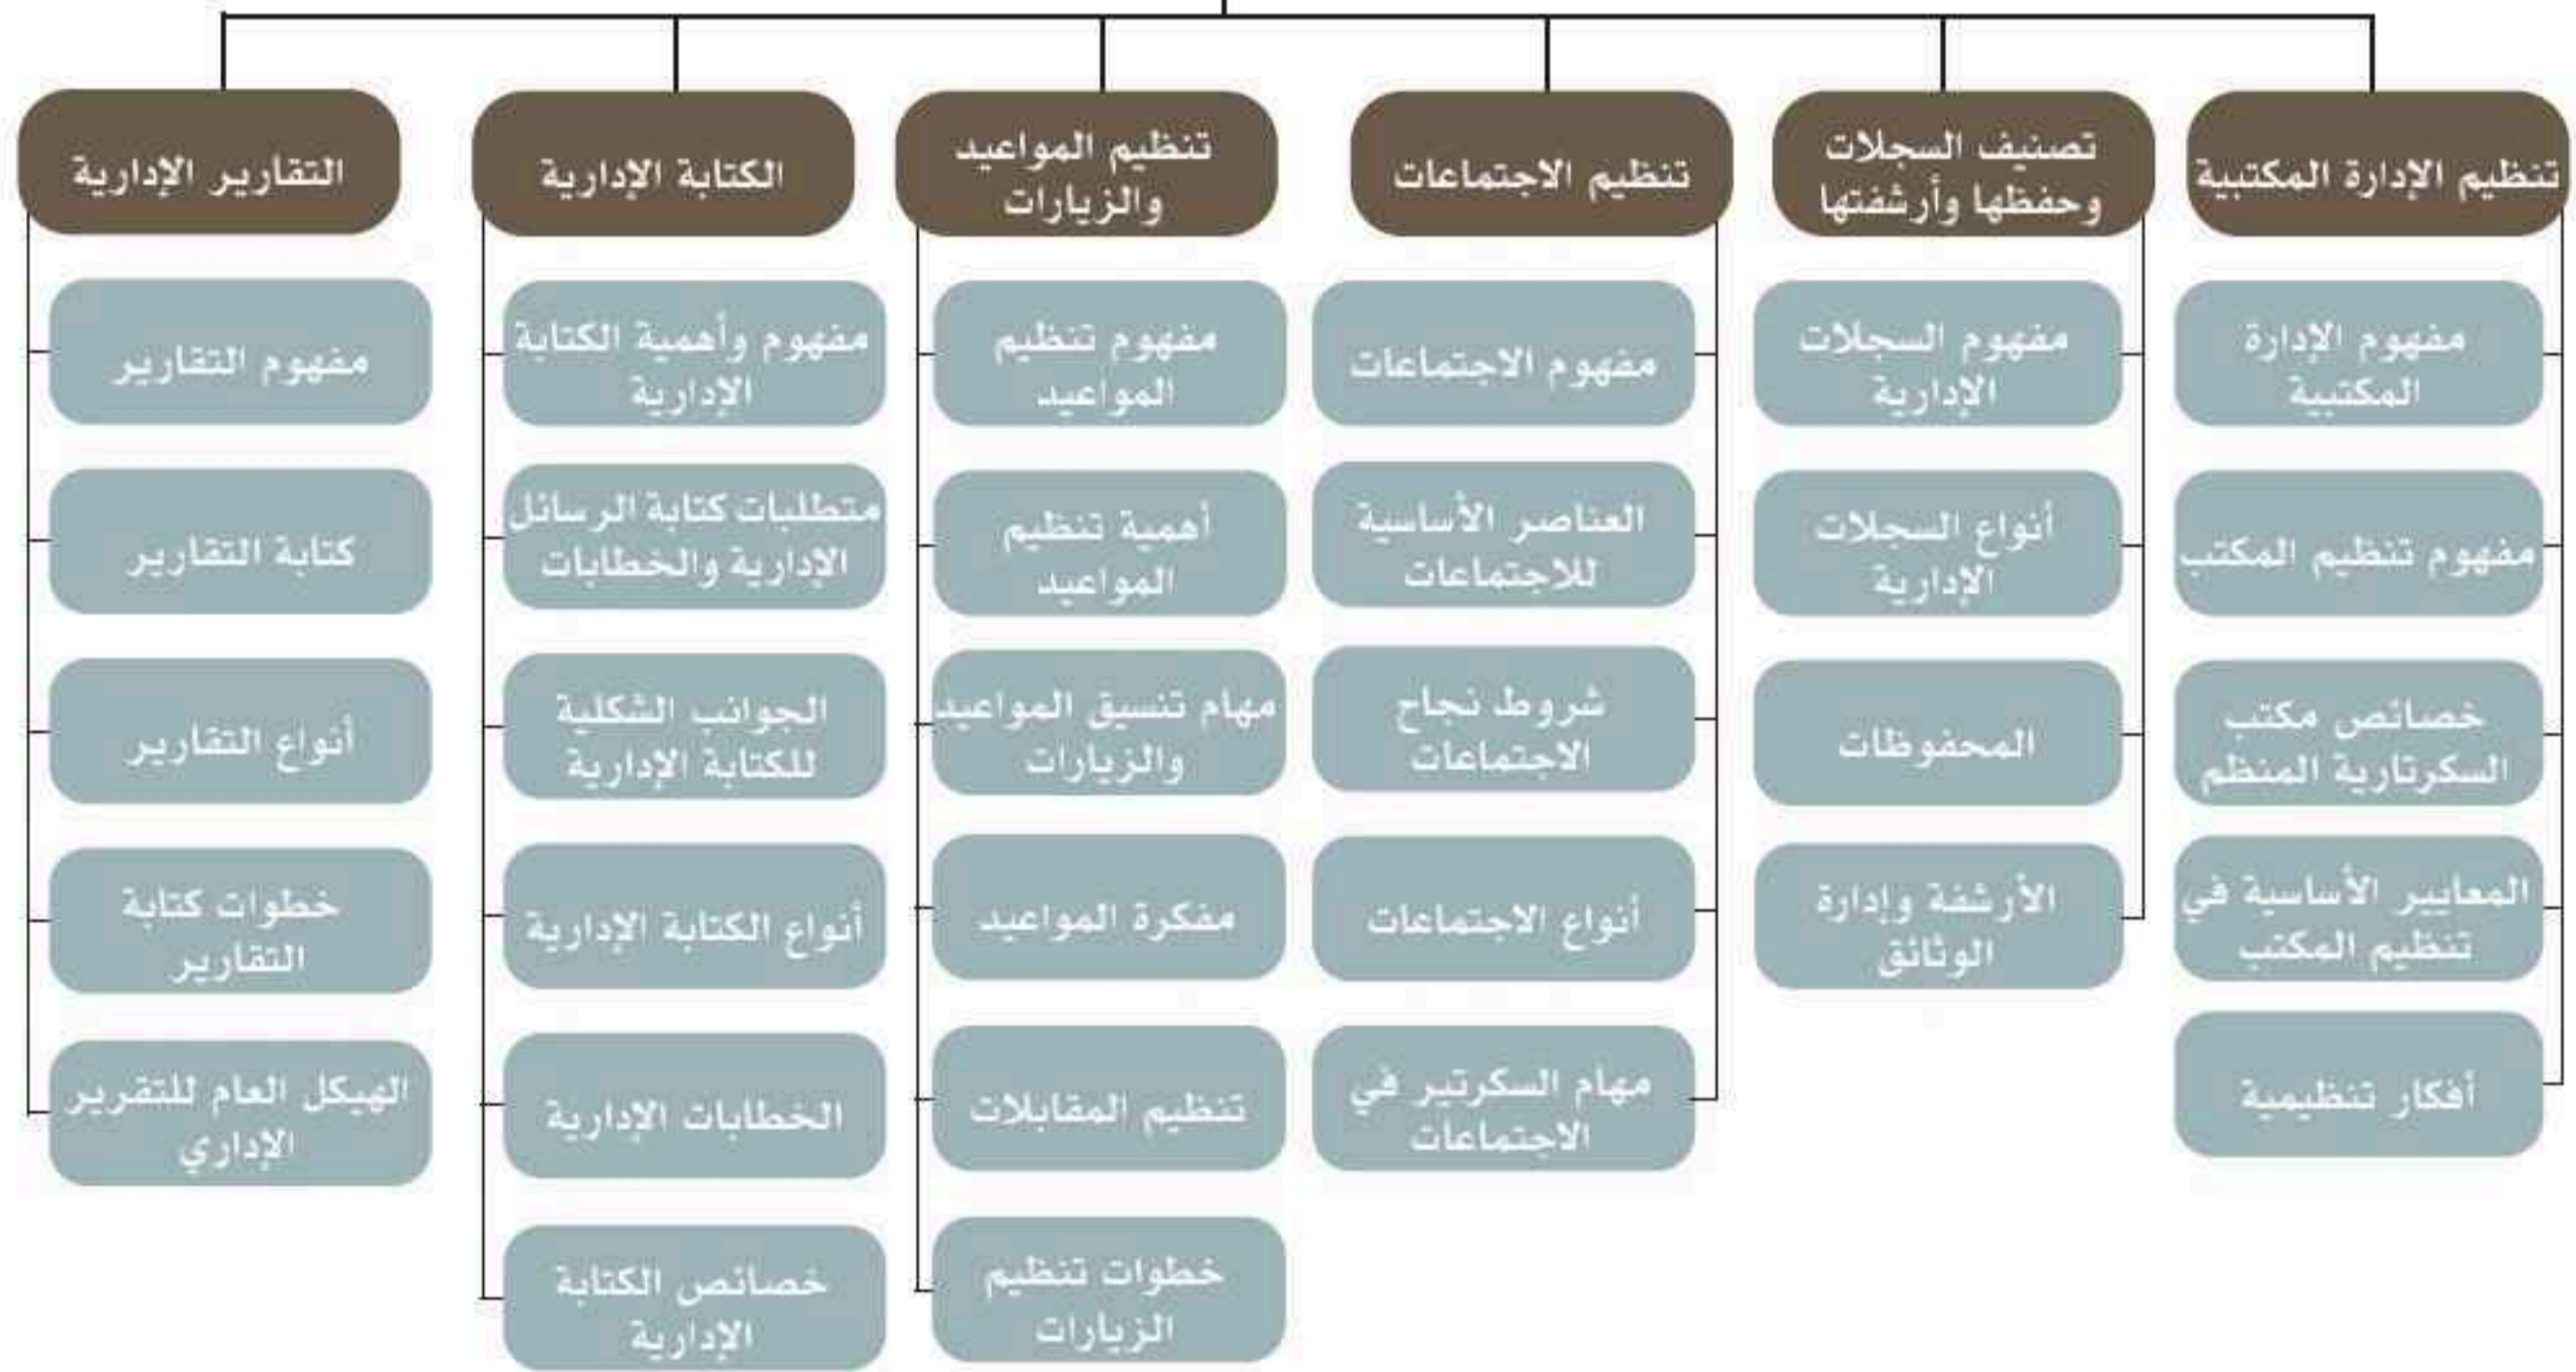 تنظيم الإدارة المكتبية
مفهوم الإدارة
المكتبية
مفهوم تنظيم المكتب
خصائص مكتب
السكرتارية المنظم
المعايير الأساسية في
تنظيم المكتب
أفكار تنظيمية
تصنيف السجلات
وحفظها وأرشفتها
مفهوم السجلات
الإدارية
أنواع السجلات
الإدارية
المحفوظات
الأرشفة وإدارة
الوثائق
تنظيم الاجتماعات
مفهوم الاجتماعات
العناصر الأساسية
للاجتماعات
شروط نجاح
الاجتماعات
أنواع الاجتماعات
مهام السكرتير في
الاجتماعات
تنظيم المواعيد
والزيارات
مفهوم تنظيم
المواعيد
أهمية تنظيم
المواعيد
مهام تنسيق المواعيد
والزيارات
مفكرة المواعيد
تنظيم المقابلات
خطوات تنظيم
الزيارات
الكتابة الإدارية
مفهوم وأهمية الكتابة
الإدارية
متطلبات كتابة الرسائل
الإدارية والخطابات
الجوانب الشكلية
للكتابة الإدارية
أنواع الكتابة الإدارية
الخطابات الإدارية
خصائص الكتابة
الإدارية
التقارير الإدارية
مفهوم التقارير
كتابة التقارير
أنواع التقارير
خطوات كتابة
التقارير
الهيكل العام للتقرير
الإداري